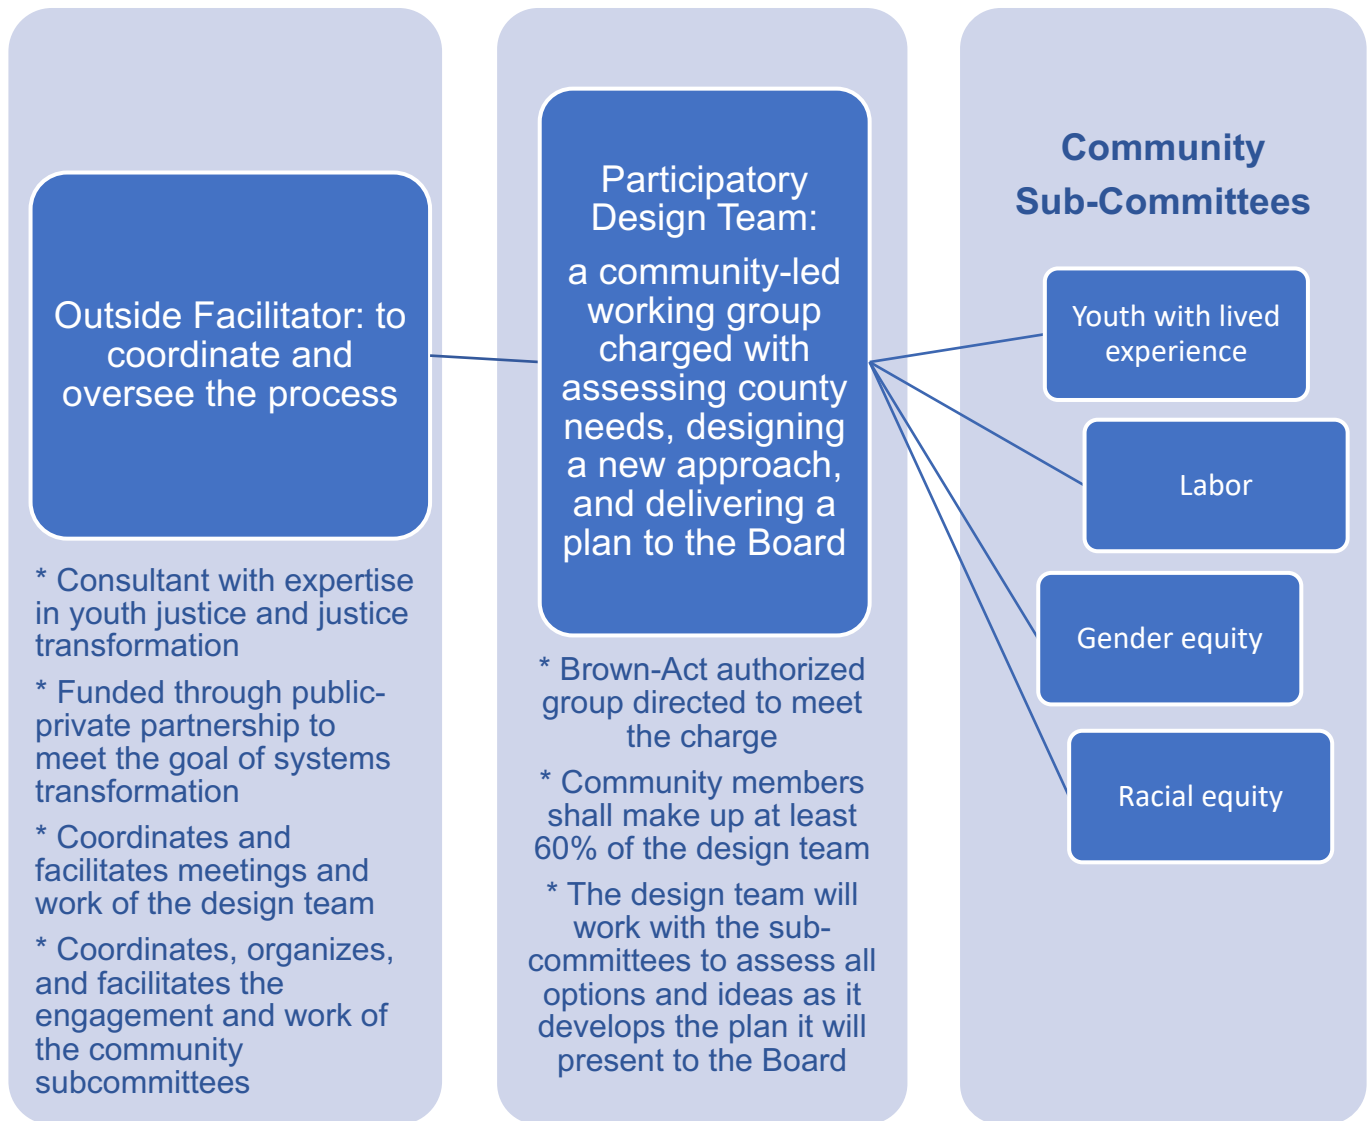 Outside Facilitator: to
coordinate and
oversee the process
* Consultant with expertise
in youth justice and justice
transformation
* Funded through public-
private partnership to
meet the goal of systems
transformation
* Coordinates and
facilitates meetings and
work of the design team
* Coordinates, organizes,
and facilitates the
engagement and work of
the community
subcommittees
Participatory
Design Team:
a community-led
working group
charged with
assessing county
needs, designing
a new approach,
and delivering a
plan to the Board
* Brown-Act authorized
group directed to meet
the charge
* Community members
shall make up at least
60% of the design team
* The design team will
work with the sub-
committees to assess all
options and ideas as it
develops the plan it will
present to the Board
Community
Sub-Committees
Youth with lived
experience
Labor
Gender equity
Racial equity